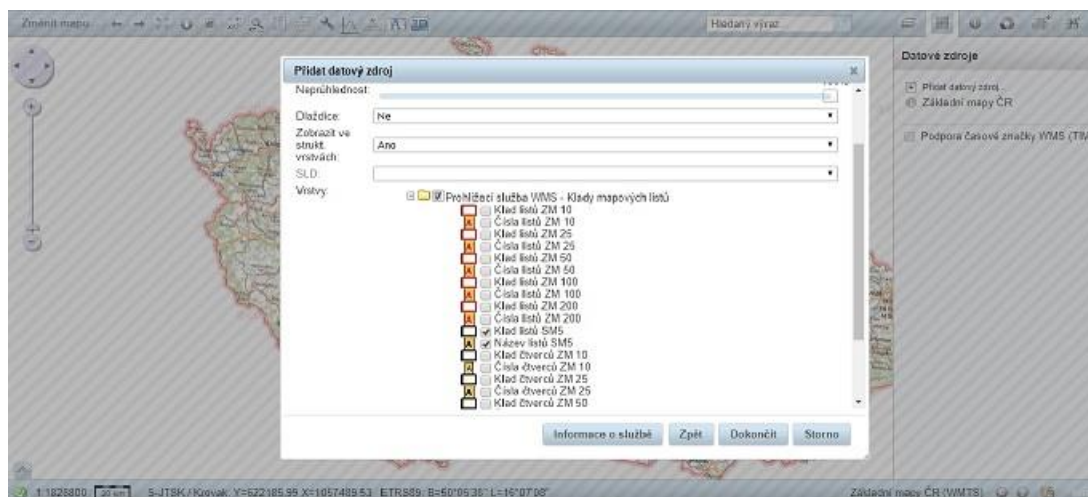 Změnit mapu
Hledaný výraz
Přidat datový zdroj
Neprůhlednost:
Dlaždice:
Ne
Zobrazit ve strukt. vrstvách:
Ano
SLD:
Vrstvy:
Prohlížecí služba WMS - Klady mapových listů
Klad listů ZM 10
Čísla listů ZM 10
Klad listů ZM 25
Čísla listů ZM 25
Klad listů ZM 50
Čísla listů ZM 50
Klad listů ZM 100
Čísla listů ZM 100
Klad listů ZM 200
Čísla listů ZM 200
Klad listů SM5
Název listů SM5
Klad čtverců ZM 10
Čísla čtverců ZM 10
Klad čtverců ZM 25
Čísla čtverců ZM 25
Klad čtverců ZM 50
Informace o službě
Zpět
Dokončit
Storno
Datové zdroje
Přidat datový zdroj...
Základní mapy ČR
Podpora časové značky WMS (TIM
1:1828800
20 km
S-JTSK / Krovak: Y=622185.99 X=1057489.53 ETRS89: B=50°05'38" L=16°07'08"
Základní mapy ČR (WMTS)